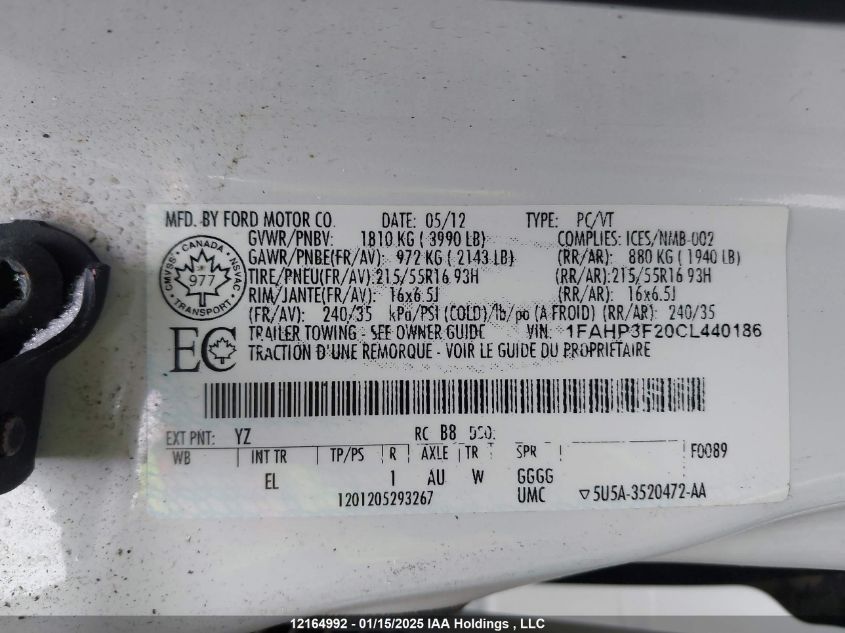 MFD. BY FORD MOTOR CO. DATE: 05/12 TYPE: PC/VT
GVWR/PNBV: 1810 KG ( 3990 LB) COMPLIES: ICES/NMB-002
GAWR/PNBE(FR/AV): 972 KG ( 2143 LB) (RR/AR): 880 KG ( 1940 LB)
TIRE/PNEU(FR/AV): 215/55R16 93H (RR/AR): 215/55R16 93H
RIM/JANTE(FR/AV): 16x6.5J (RR/AR): 16x6.5J
(FR/AV): 240/35 kPa/PSI (COLD)/lb/po (A FROID) (RR/AR): 240/35
TRAILER TOWING - SEE OWNER GUIDE VIN: 1FAHP3F20CL440186
TRACTION D'UNE REMORQUE - VOIR LE GUIDE DU PROPRIETAIRE
CMVSS · CANADA · NSVAC
977
TRANSPORT
EC
EXT PNT: YZ RC B8 F0089
WB INT TR TP/PS R AXLE TR SPR
EL 1 AU W GGGG
1201205293267 UMC ▽5U5A-3520472-AA
12164992 - 01/15/2025 IAA Holdings , LLC